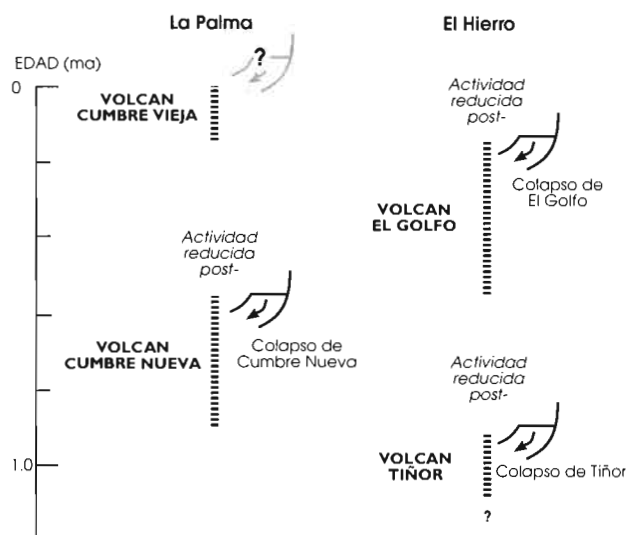 La Palma
El Hierro
EDAD (ma)
?
0
VOLCAN
CUMBRE VIEJA
Actividad
reducida
post-
Colapso de
El Golfo
VOLCAN
EL GOLFO
Actividad
reducida
post-
VOLCAN
CUMBRE NUEVA
Colapso de
Cumbre Nueva
Actividad
reducida
post-
1.0
VOLCAN
TIÑOR
Colapso de Tiñor
?